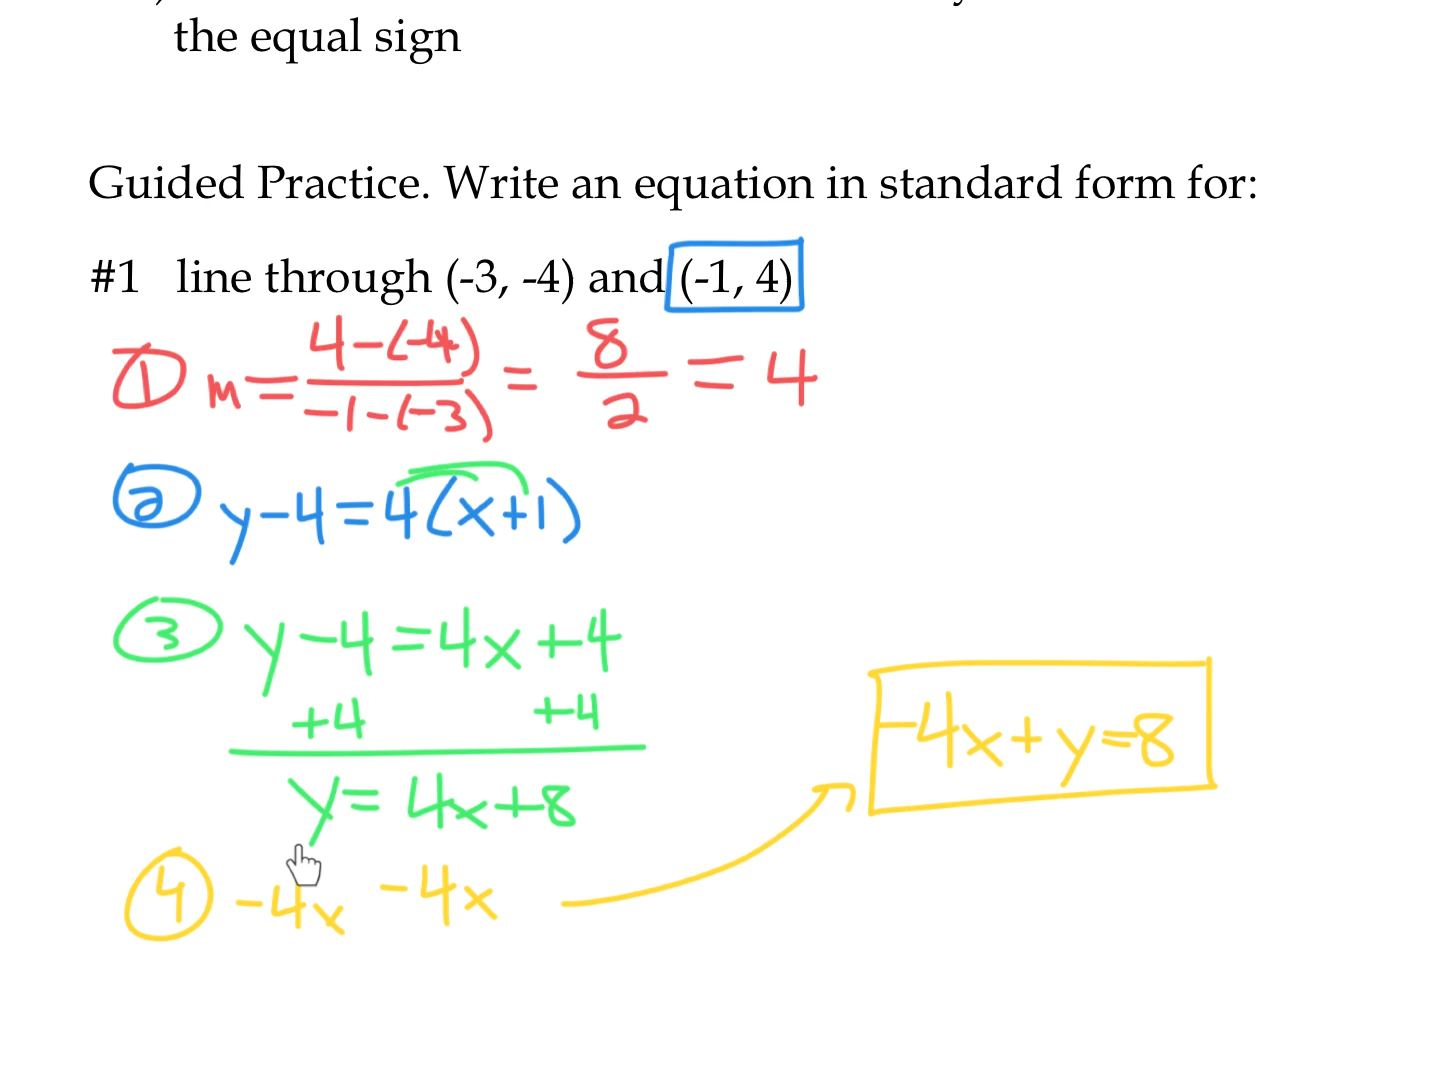 the equal sign
Guided Practice. Write an equation in standard form for:
#1 line through (-3, -4) and (-1, 4)
① m = 4-(-4) / -1-(-3) = 8/2 = 4
② y-4=4(x+1)
③ y-4=4x+4
+4 +4
y=4x+8
-4x+y=8
④ -4x -4x